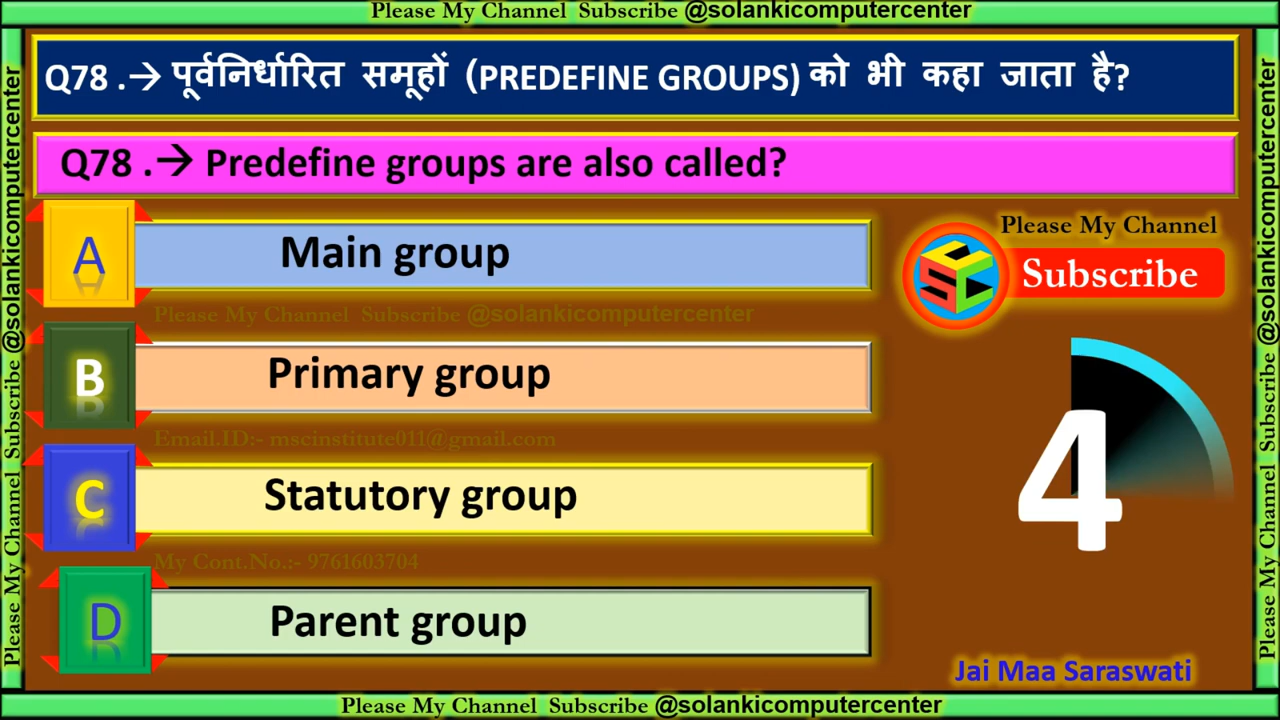 Please My Channel Subscribe @solankicomputercenter
Q78 .→ पूर्वनिर्धारित समूहों (PREDEFINE GROUPS) को भी कहा जाता है?
Q78 .→ Predefine groups are also called?
A Main group
Please My Channel Subscribe @solankicomputercenter
B Primary group
Email.ID:- mscinstitute011@gmail.com
C Statutory group
My Cont.No.:- 9761603704
D Parent group
Please My Channel
Subscribe
SCC
4
Jai Maa Saraswati
Please My Channel Subscribe @solankicomputercenter
Please My Channel Subscribe @solankicomputercenter
Please My Channel Subscribe @solankicomputercenter